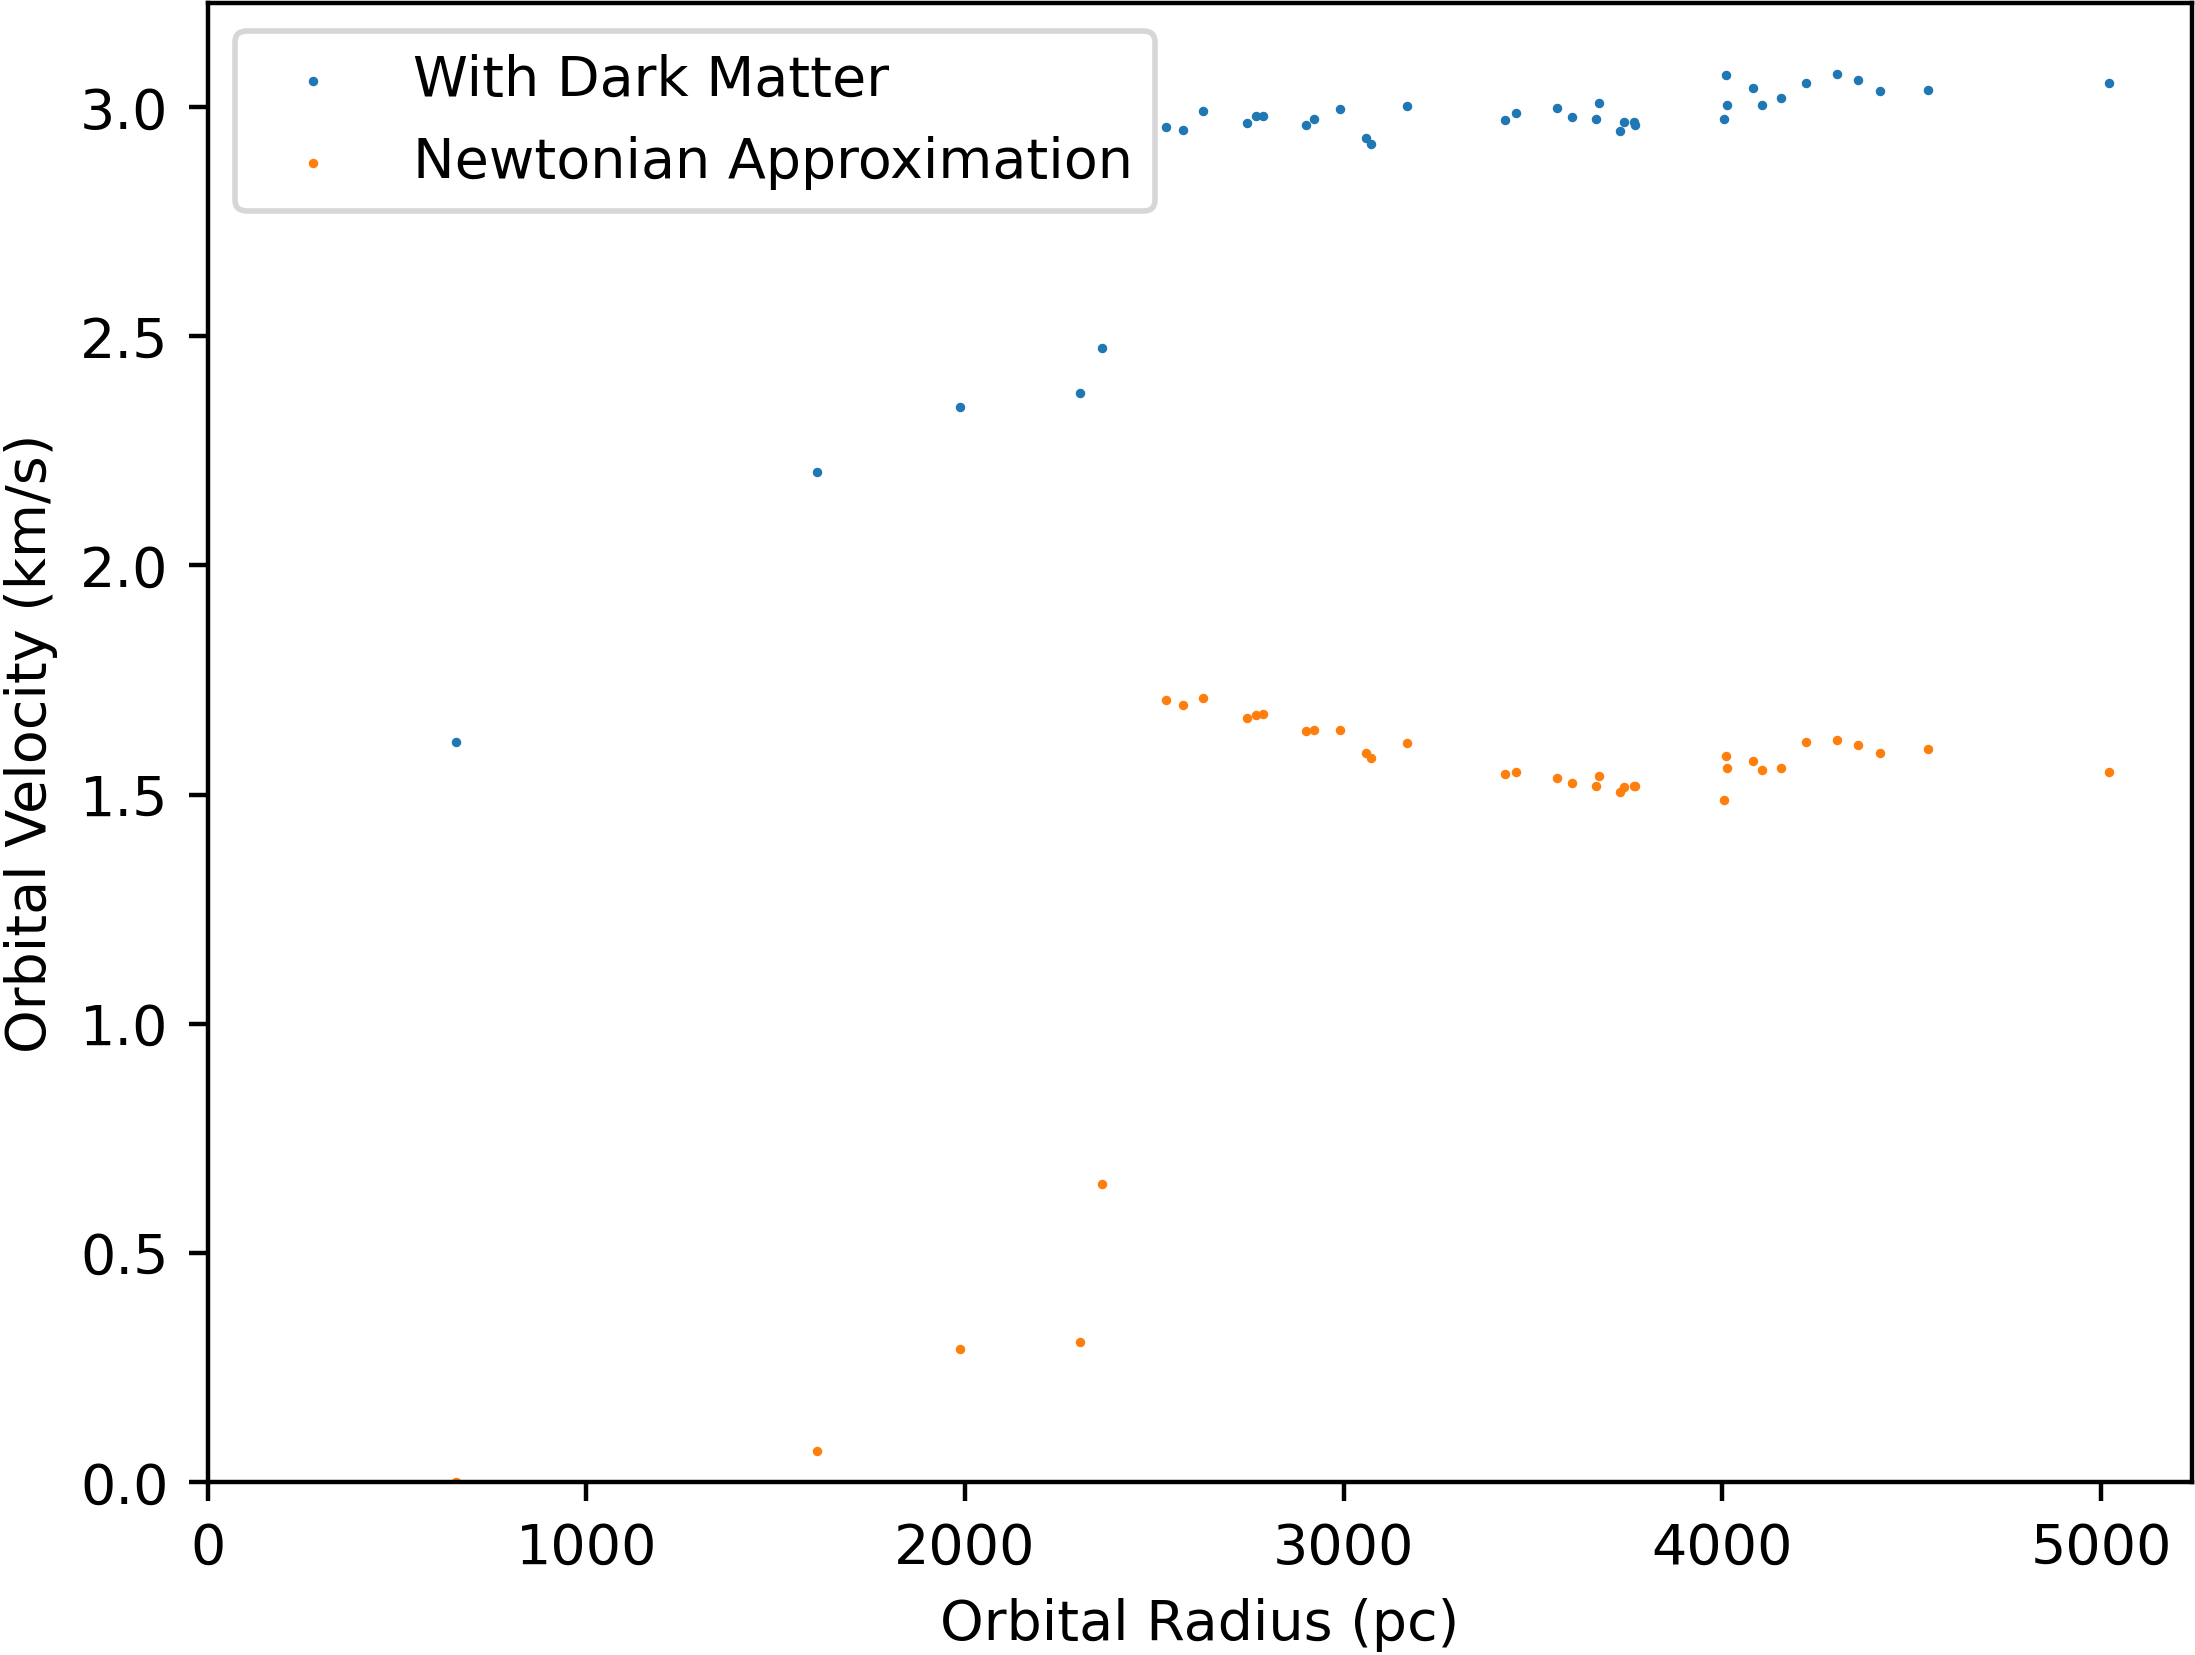 With Dark Matter
Newtonian Approximation
3.0
2.5
2.0
1.5
1.0
0.5
0.0
Orbital Velocity (km/s)
0 1000 2000 3000 4000 5000
Orbital Radius (pc)